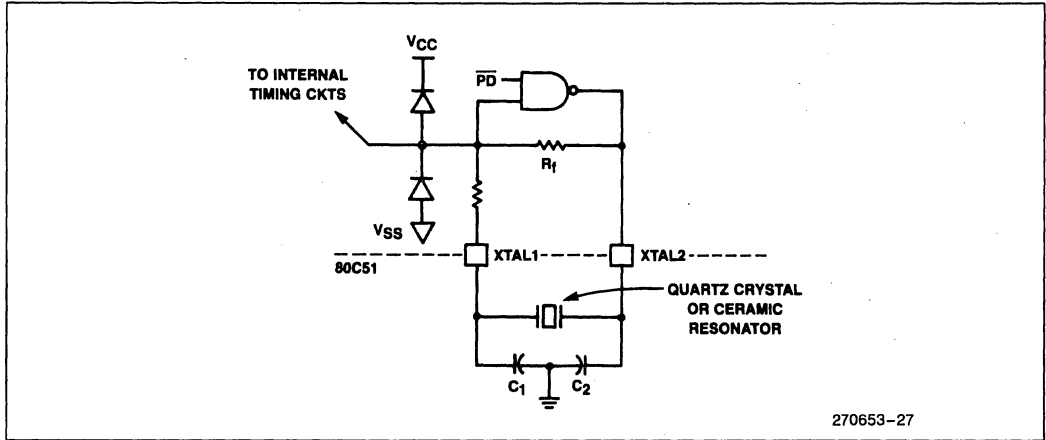 VCC
TO INTERNAL
TIMING CKTS
PD
Rf
VSS
80C51
XTAL1
XTAL2
QUARTZ CRYSTAL
OR CERAMIC
RESONATOR
C1
C2
270653-27